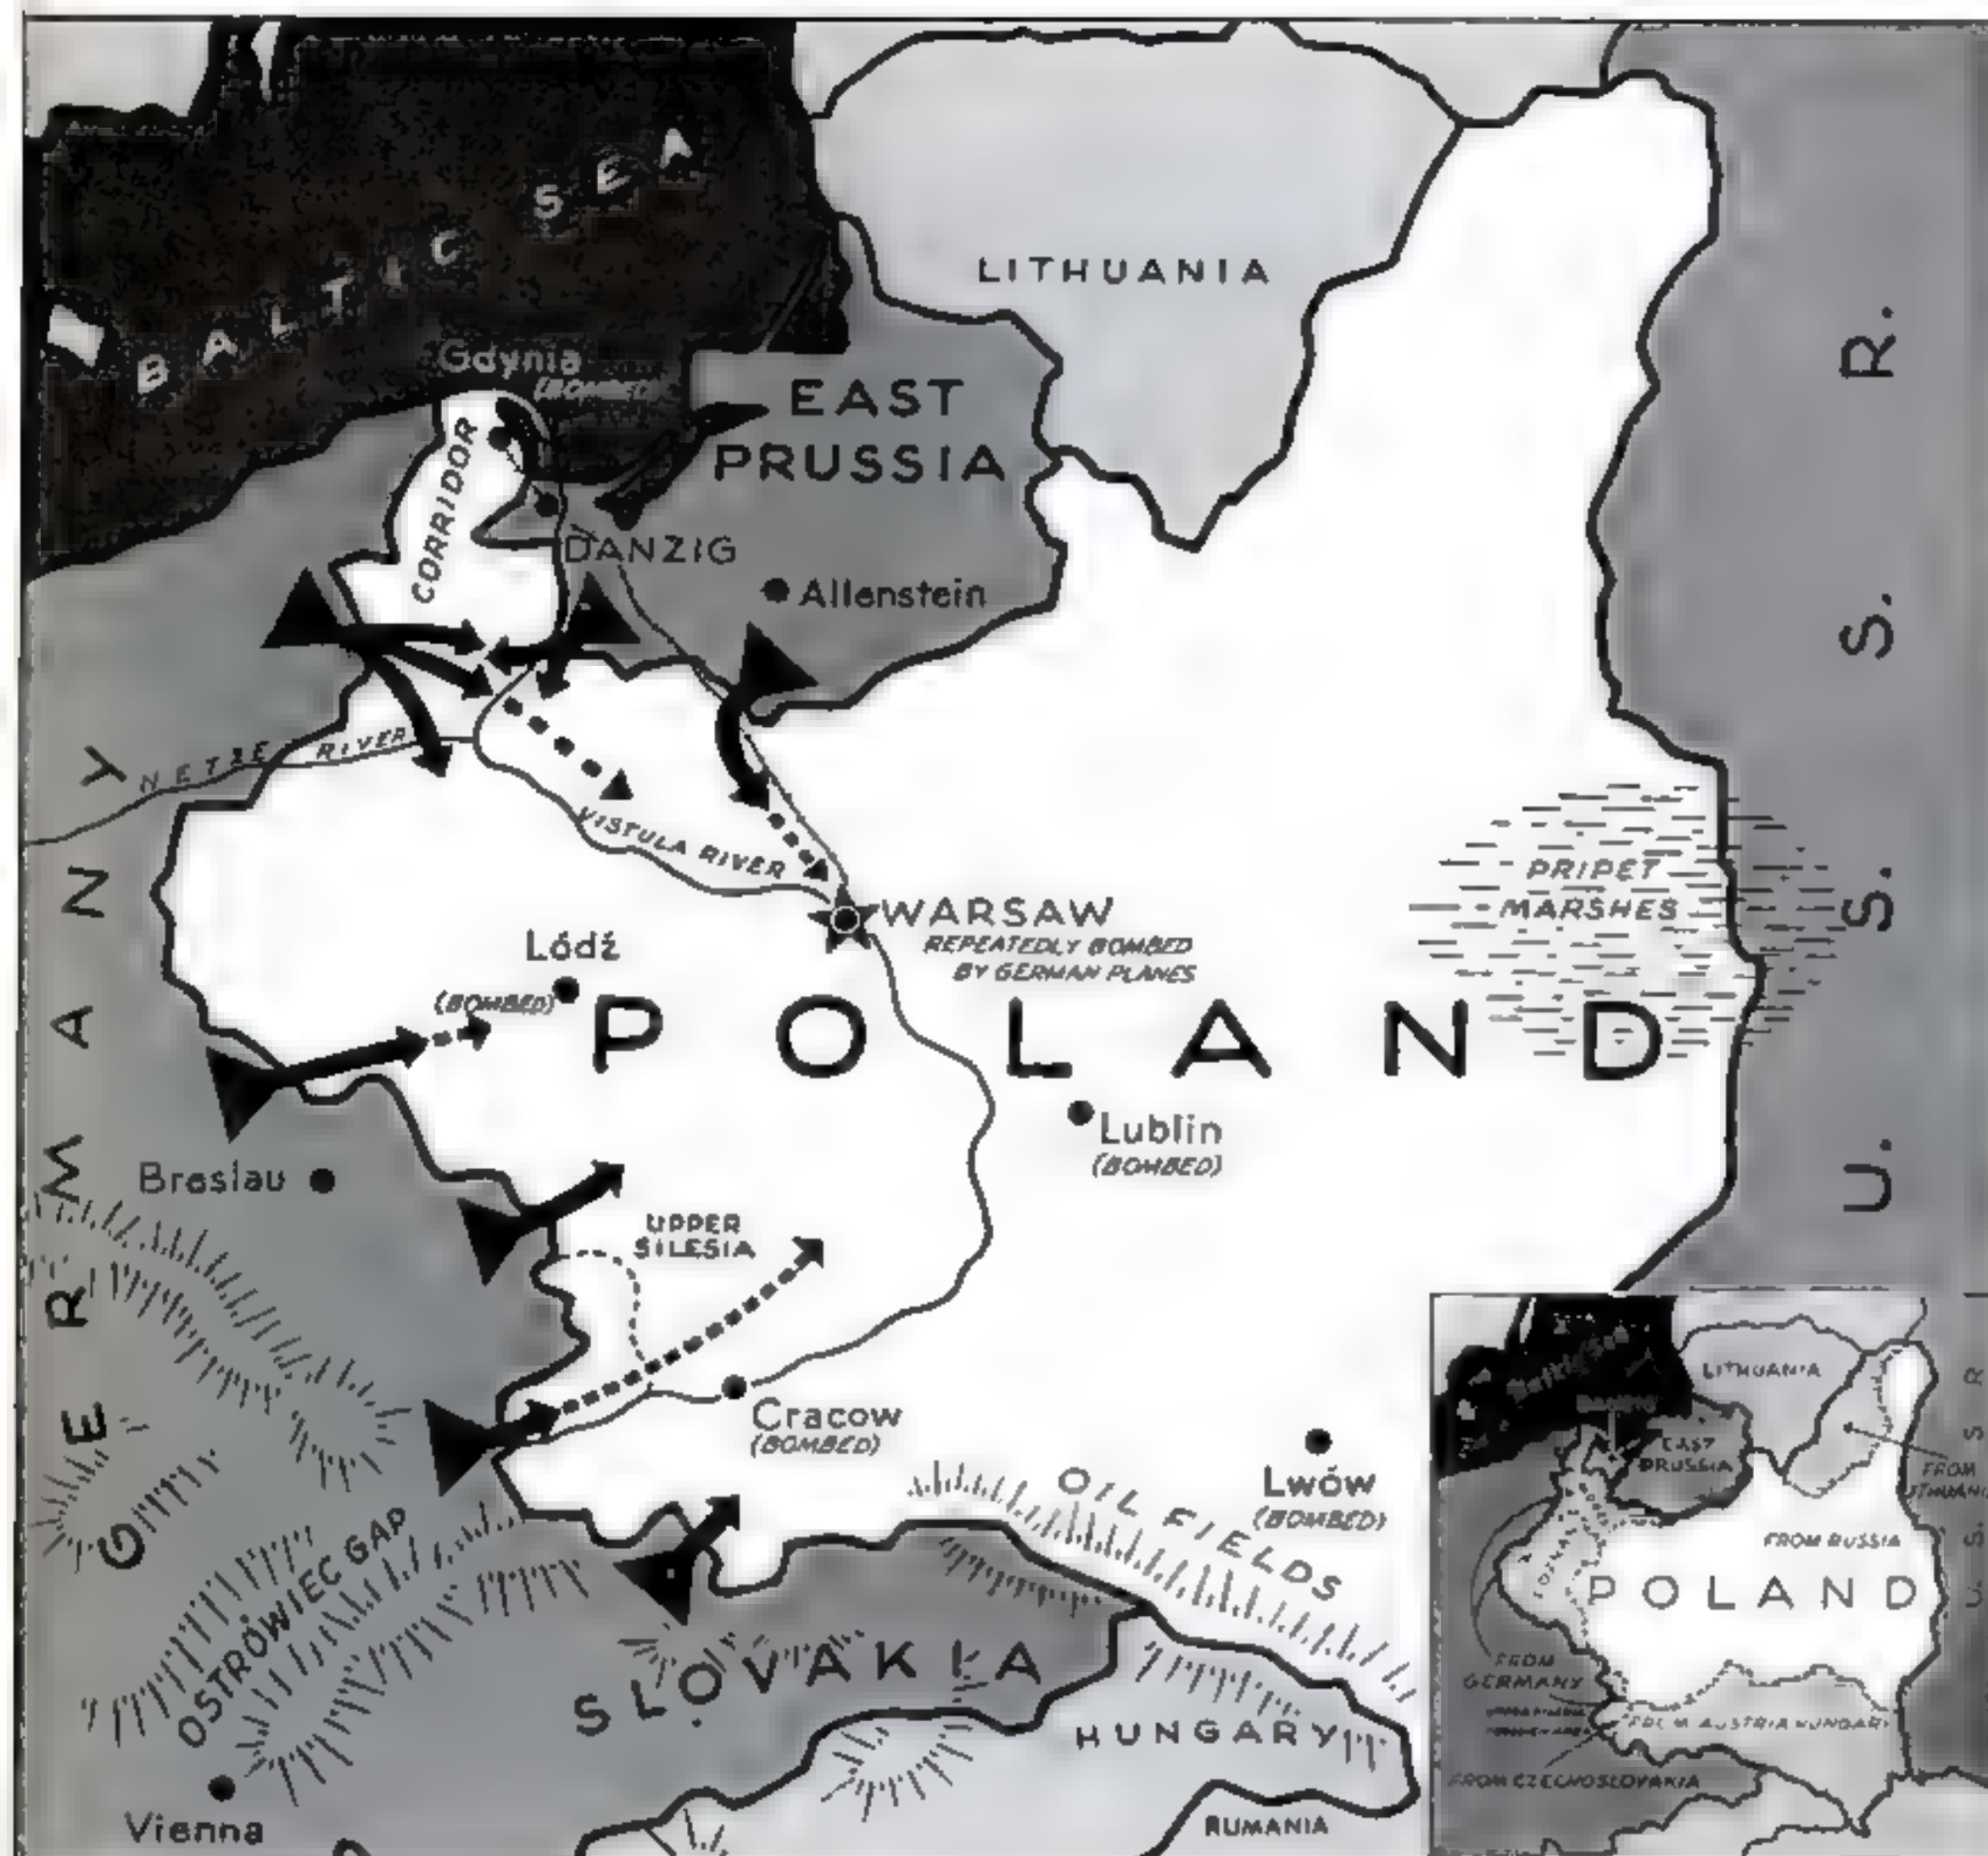 BALTIC SEA
LITHUANIA
Gdynia
(BOMBED)
EAST
PRUSSIA
CORRIDOR
DANZIG
Allenstein
NETZE RIVER
VISTULA RIVER
WARSAW
REPEATEDLY BOMBED
BY GERMAN PLANES
PRIPET
MARSHES
Lódź
(BOMBED)
POLAND
Lublin
(BOMBED)
Breslau
UPPER
SILESIA
GERMANY
U.S.S.R.
Cracow
(BOMBED)
Lwów
(BOMBED)
OIL FIELDS
OSTRÓWIEC GAP
SLOVAKIA
HUNGARY
RUMANIA
Vienna
LITHUANIA
EAST
PRUSSIA
FROM
FROM RUSSIA
POLAND
FROM
GERMANY
FROM AUSTRIA HUNGARY
FROM CZECHOSLOVAKIA